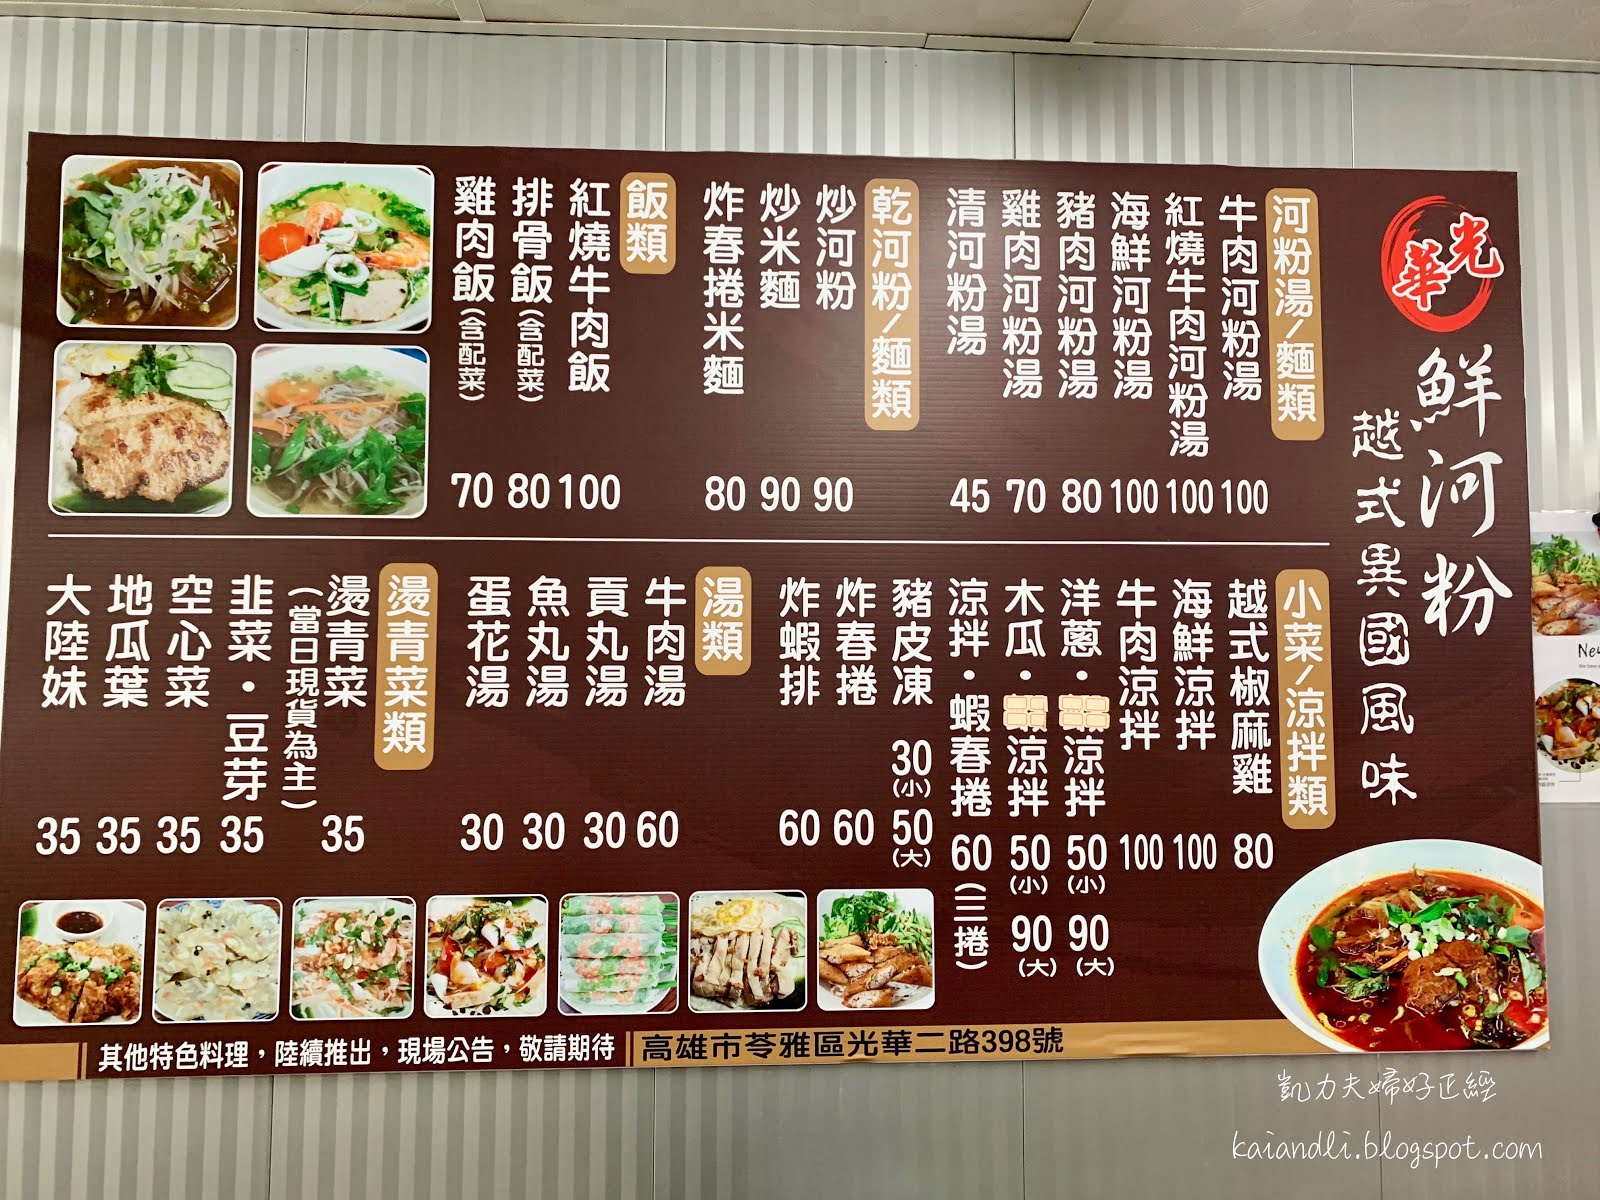 光華
鮮河粉
越式異國風味
河粉湯/麵類
牛肉河粉湯 100
紅燒牛肉河粉湯 100
海鮮河粉湯 100
豬肉河粉湯 80
雞肉河粉湯 70
清河粉湯 45
乾河粉/麵類
炒河粉 90
炒米麵 90
炸春捲米麵 80
飯類
紅燒牛肉飯 100
排骨飯(含配菜) 80
雞肉飯(含配菜) 70
小菜/涼拌類
越式椒麻雞 80
海鮮涼拌 100
牛肉涼拌 100
洋蔥・涼拌 50(小) 90(大)
木瓜・涼拌 50(小) 90(大)
涼拌・蝦春捲 60(三捲)
豬皮凍 30(小) 50(大)
炸春捲 60
炸蝦排 60
湯類
牛肉湯 60
貢丸湯 30
魚丸湯 30
蛋花湯 30
燙青菜類
燙青菜 35
(當日現貨為主)
韭菜・豆芽 35
空心菜 35
地瓜葉 35
大陸妹 35
其他特色料理，陸續推出，現場公告，敬請期待
高雄市苓雅區光華二路398號
凱力夫婦好正經
kaiandli.blogspot.com